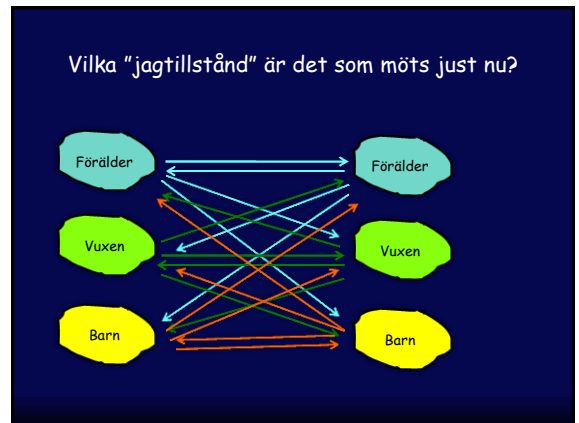 Vilka "jagtillstånd" är det som möts just nu?
Förälder
Förälder
Vuxen
Vuxen
Barn
Barn